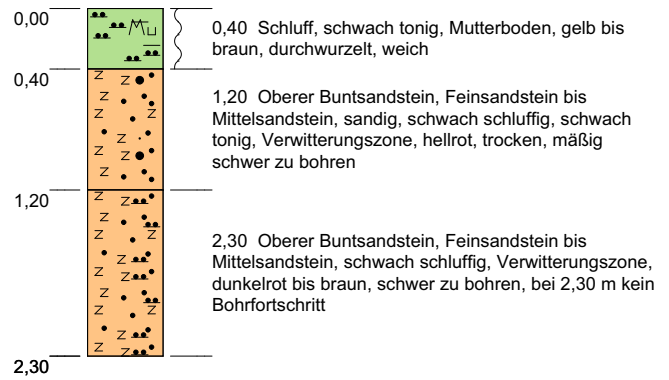 0,00
Mu
0,40 Schluff, schwach tonig, Mutterboden, gelb bis
braun, durchwurzelt, weich
0,40
Z
Z
Z
Z
Z
Z
Z
Z
Z
1,20 Oberer Buntsandstein, Feinsandstein bis
Mittelsandstein, sandig, schwach schluffig, schwach
tonig, Verwitterungszone, hellrot, trocken, mäßig
schwer zu bohren
1,20
Z
Z
Z
Z
Z
Z
Z
Z
Z
Z
Z
Z
2,30 Oberer Buntsandstein, Feinsandstein bis
Mittelsandstein, schwach schluffig, Verwitterungszone,
dunkelrot bis braun, schwer zu bohren, bei 2,30 m kein
Bohrfortschritt
2,30